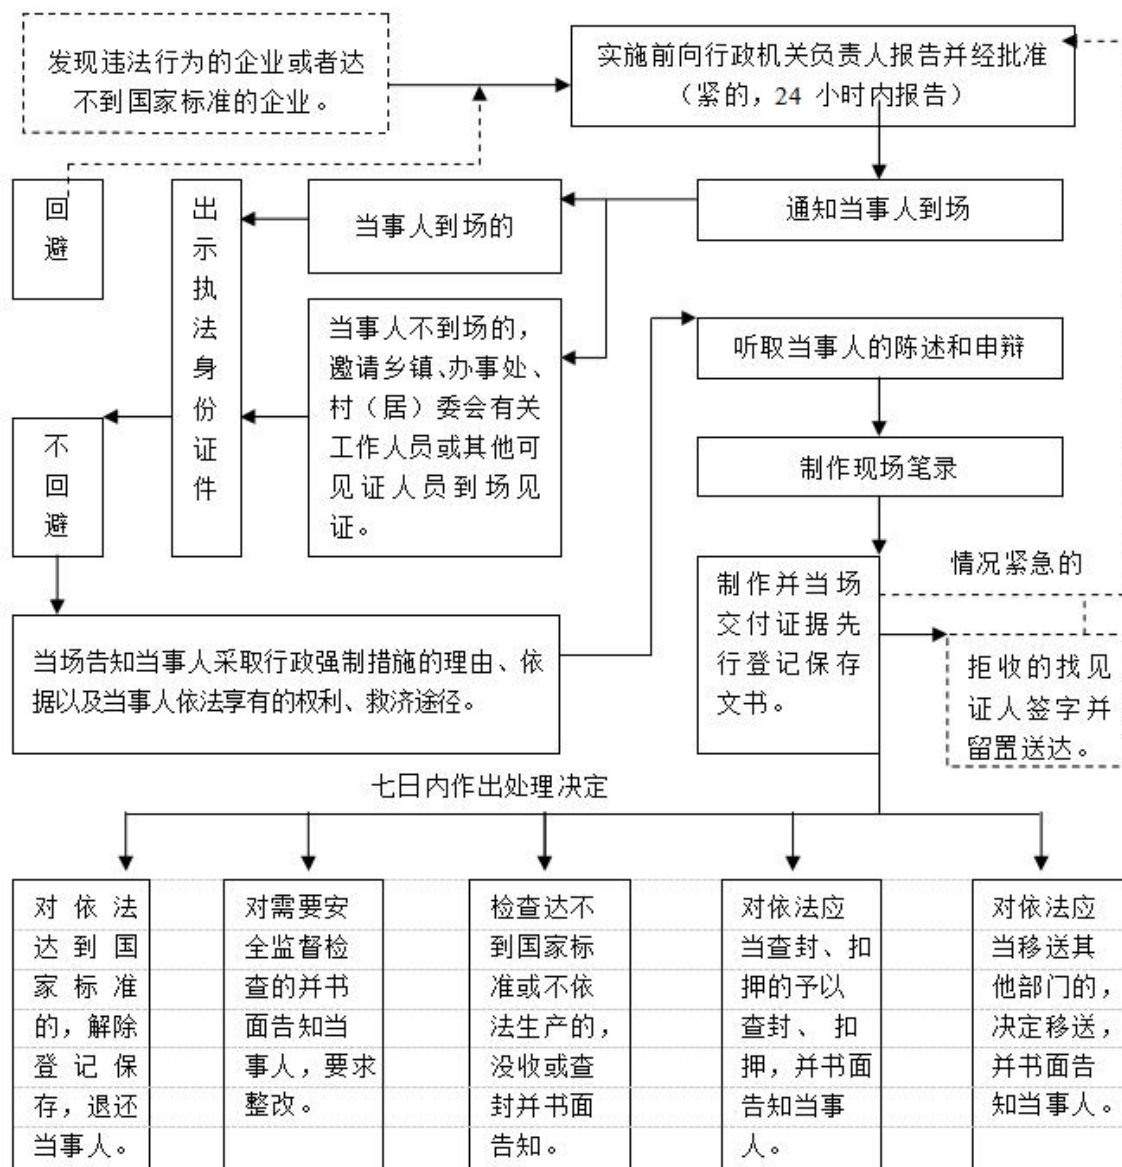 发现违法行为的企业或者达
不到国家标准的企业。
实施前向行政机关负责人报告并经批准
（紧的，24 小时内报告）
通知当事人到场
当事人到场的
出
示
执
法
身
份
证
件
回
避
当事人不到场的，
邀请乡镇、办事处、
村（居）委会有关
工作人员或其他可
见证人员到场见
证。
不
回
避
听取当事人的陈述和申辩
制作现场笔录
当场告知当事人采取行政强制措施的理由、依
据以及当事人依法享有的权利、救济途径。
制作并当场
交付证据先
行登记保存
文书。
情况紧急的
拒收的找见
证人签字并
留置送达。
七日内作出处理决定
对依法
达到国
家标准
的，解除
登记保
存，退还
当事人。
对需要安
全监督检
查的并书
面告知当
事人，要求
整改。
检查达不
到国家标
准或不依
法生产的，
没收或查
封并书面
告知。
对依法应
当查封、扣
押的予以
查封、扣
押，并书面
告知当事
人。
对依法应
当移送其
他部门的，
决定移送，
并书面告
知当事人。